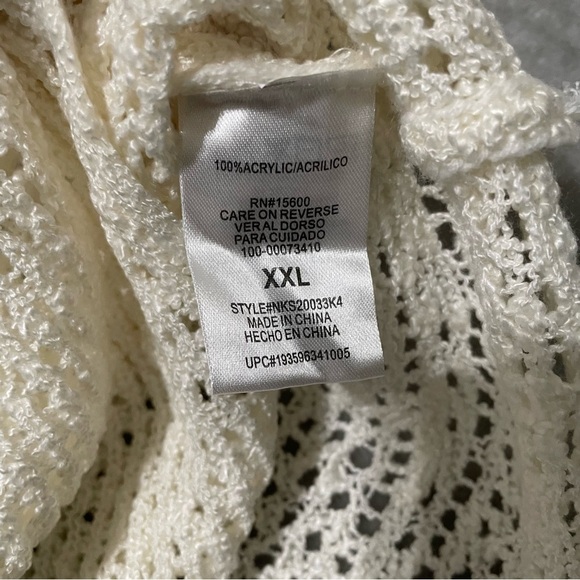 100%ACRYLIC/ACRILICO
RN#15600
CARE ON REVERSE
VER AL DORSO
PARA CUIDADO
100-00073410
XXL
STYLE#NKS20033K4
MADE IN CHINA
HECHO EN CHINA
UPC#193596341005